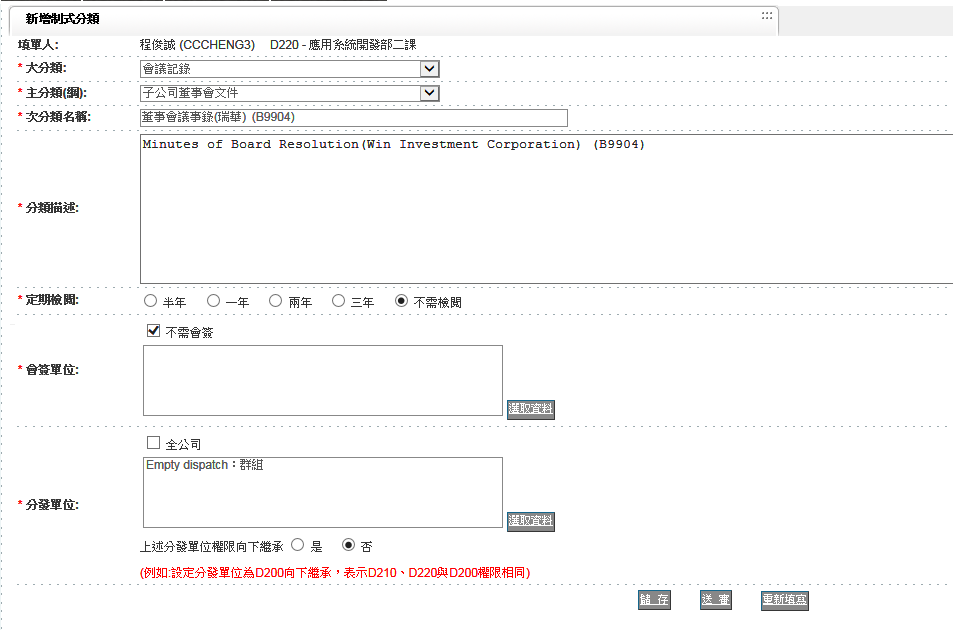 新增制式分類
填單人: 程俊誠 (CCCHENG3) D220 - 應用系統開發部二課
* 大分類: 會議記錄
* 主分類(綱): 子公司董事會文件
* 次分類名稱: 董事會議事錄(瑞華) (B9904)
Minutes of Board Resolution(Win Investment Corporation) (B9904)
* 分類描述:
* 定期檢閱: 半年 一年 兩年 三年 不需檢閱
不需會簽
* 會簽單位:
選取資料
全公司
Empty dispatch：群組
* 分發單位:
選取資料
上述分發單位權限向下繼承 是 否
(例如:設定分發單位為D200向下繼承，表示D210、D220與D200權限相同)
儲 存 送 審 重新填寫